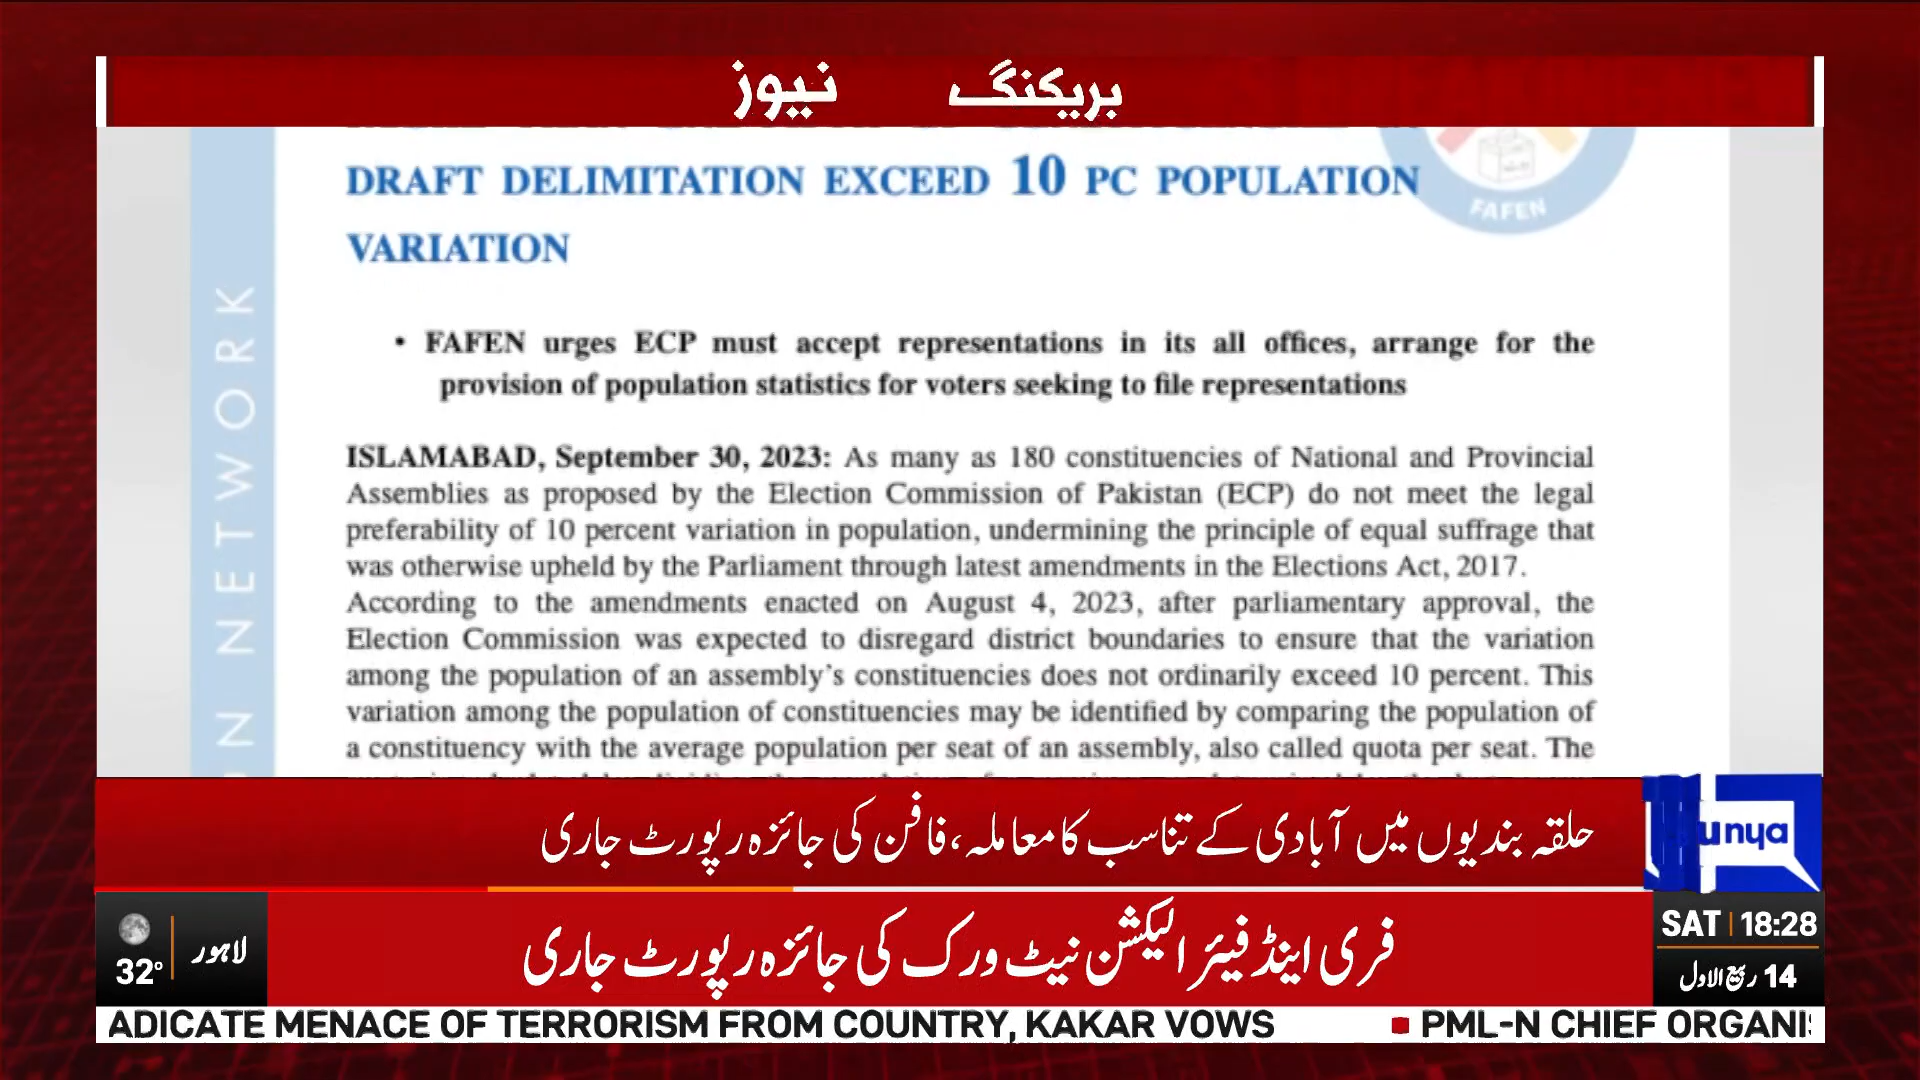 بریکنگ نیوز
DRAFT DELIMITATION EXCEED 10 PC POPULATION
VARIATION
FAFEN
• FAFEN urges ECP must accept representations in its all offices, arrange for the
provision of population statistics for voters seeking to file representations
ISLAMABAD, September 30, 2023: As many as 180 constituencies of National and Provincial
Assemblies as proposed by the Election Commission of Pakistan (ECP) do not meet the legal
preferability of 10 percent variation in population, undermining the principle of equal suffrage that
was otherwise upheld by the Parliament through latest amendments in the Elections Act, 2017.
According to the amendments enacted on August 4, 2023, after parliamentary approval, the
Election Commission was expected to disregard district boundaries to ensure that the variation
among the population of an assembly's constituencies does not ordinarily exceed 10 percent. This
variation among the population of constituencies may be identified by comparing the population of
a constituency with the average population per seat of an assembly, also called quota per seat. The
N NETWORK
حلقہ بندیوں میں آبادی کے تناسب کا معاملہ، فافن کی جائزہ رپورٹ جاری
unya
فری اینڈ فیئر الیکشن نیٹ ورک کی جائزہ رپورٹ جاری
لاہور
32°
SAT 18:28
14 ربیع الاول
ADICATE MENACE OF TERRORISM FROM COUNTRY, KAKAR VOWS ■ PML-N CHIEF ORGANI